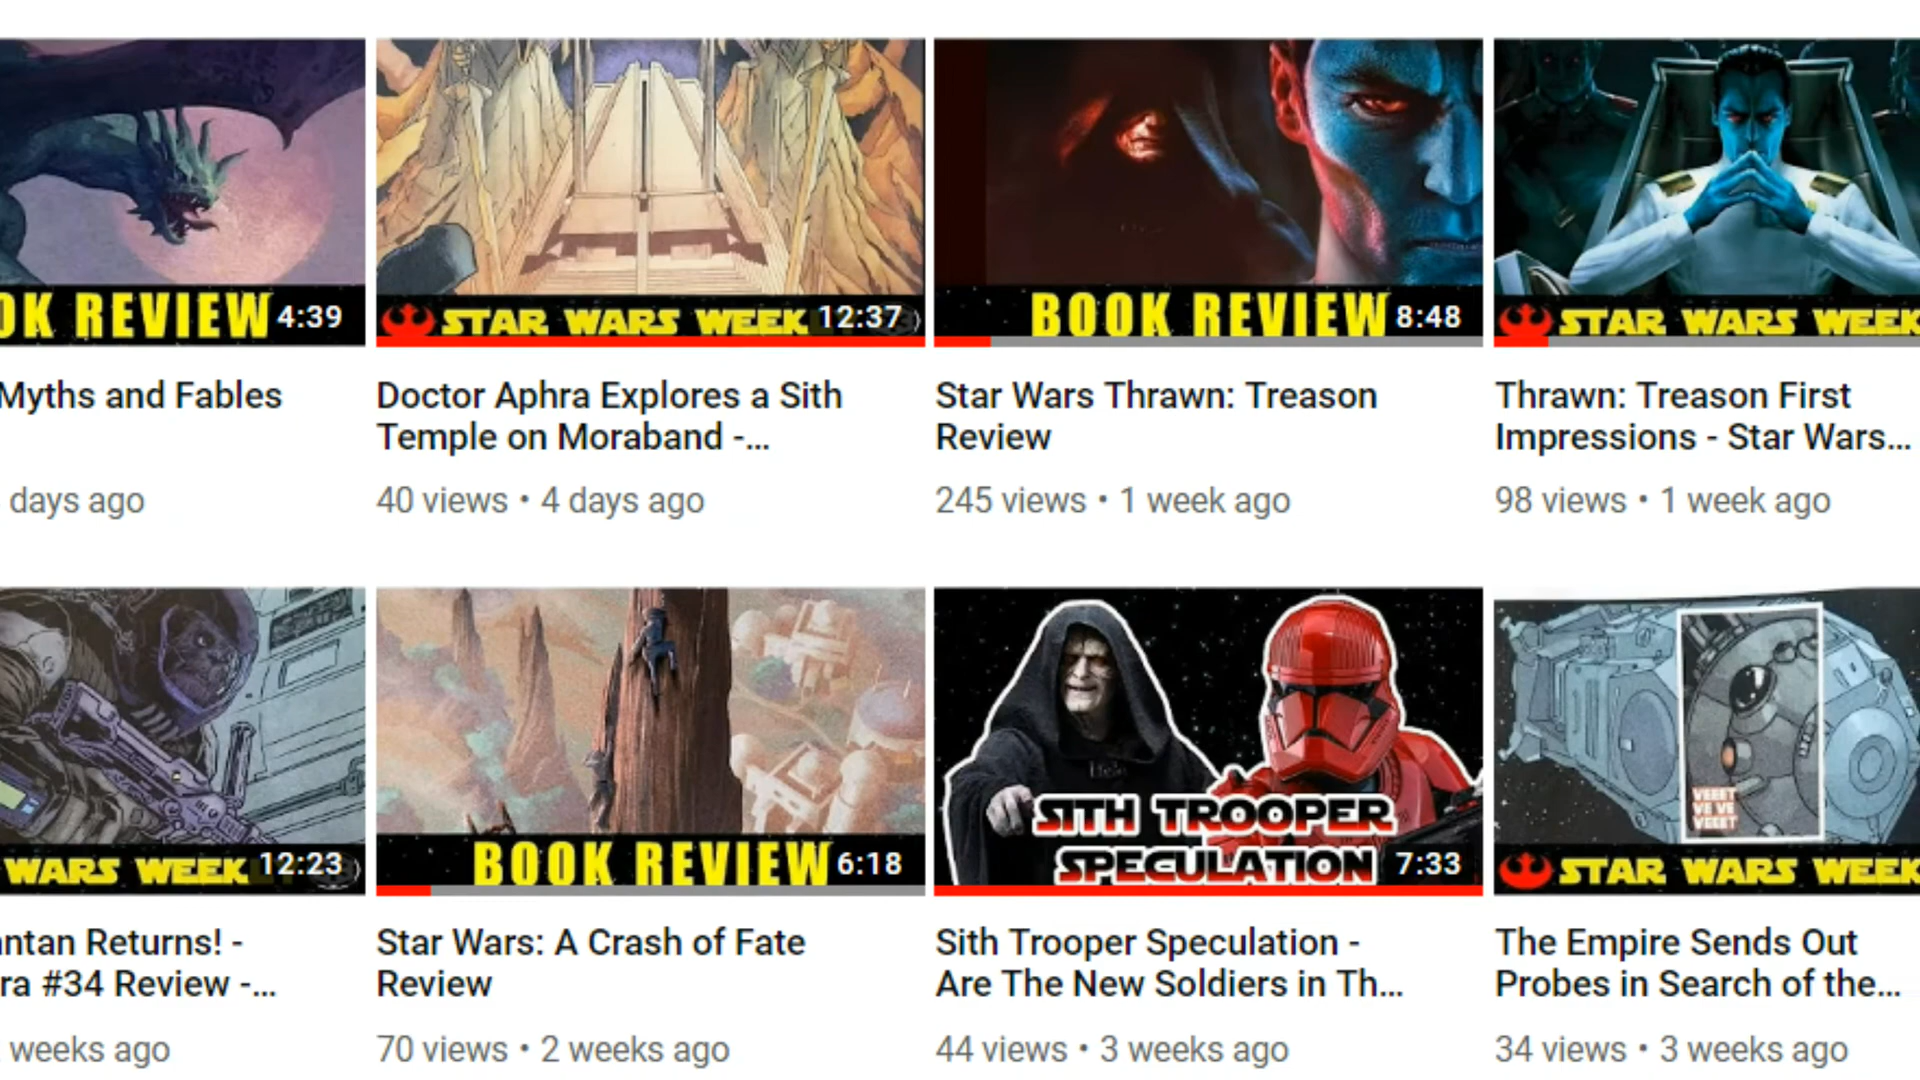 OK REVIEW 4:39
STAR WARS WEEK 12:37
BOOK REVIEW 8:48
STAR WARS WEEK
Myths and Fables
Doctor Aphra Explores a Sith
Temple on Moraband -...
Star Wars Thrawn: Treason
Review
Thrawn: Treason First
Impressions - Star Wars...
days ago
40 views • 4 days ago
245 views • 1 week ago
98 views • 1 week ago
WARS WEEK 12:23
BOOK REVIEW 6:18
SITH TROOPER
SPECULATION 7:33
VEEET
VE VE
VEEET
STAR WARS WEEK
ntan Returns! -
ra #34 Review -...
Star Wars: A Crash of Fate
Review
Sith Trooper Speculation -
Are The New Soldiers in Th...
The Empire Sends Out
Probes in Search of the...
weeks ago
70 views • 2 weeks ago
44 views • 3 weeks ago
34 views • 3 weeks ago